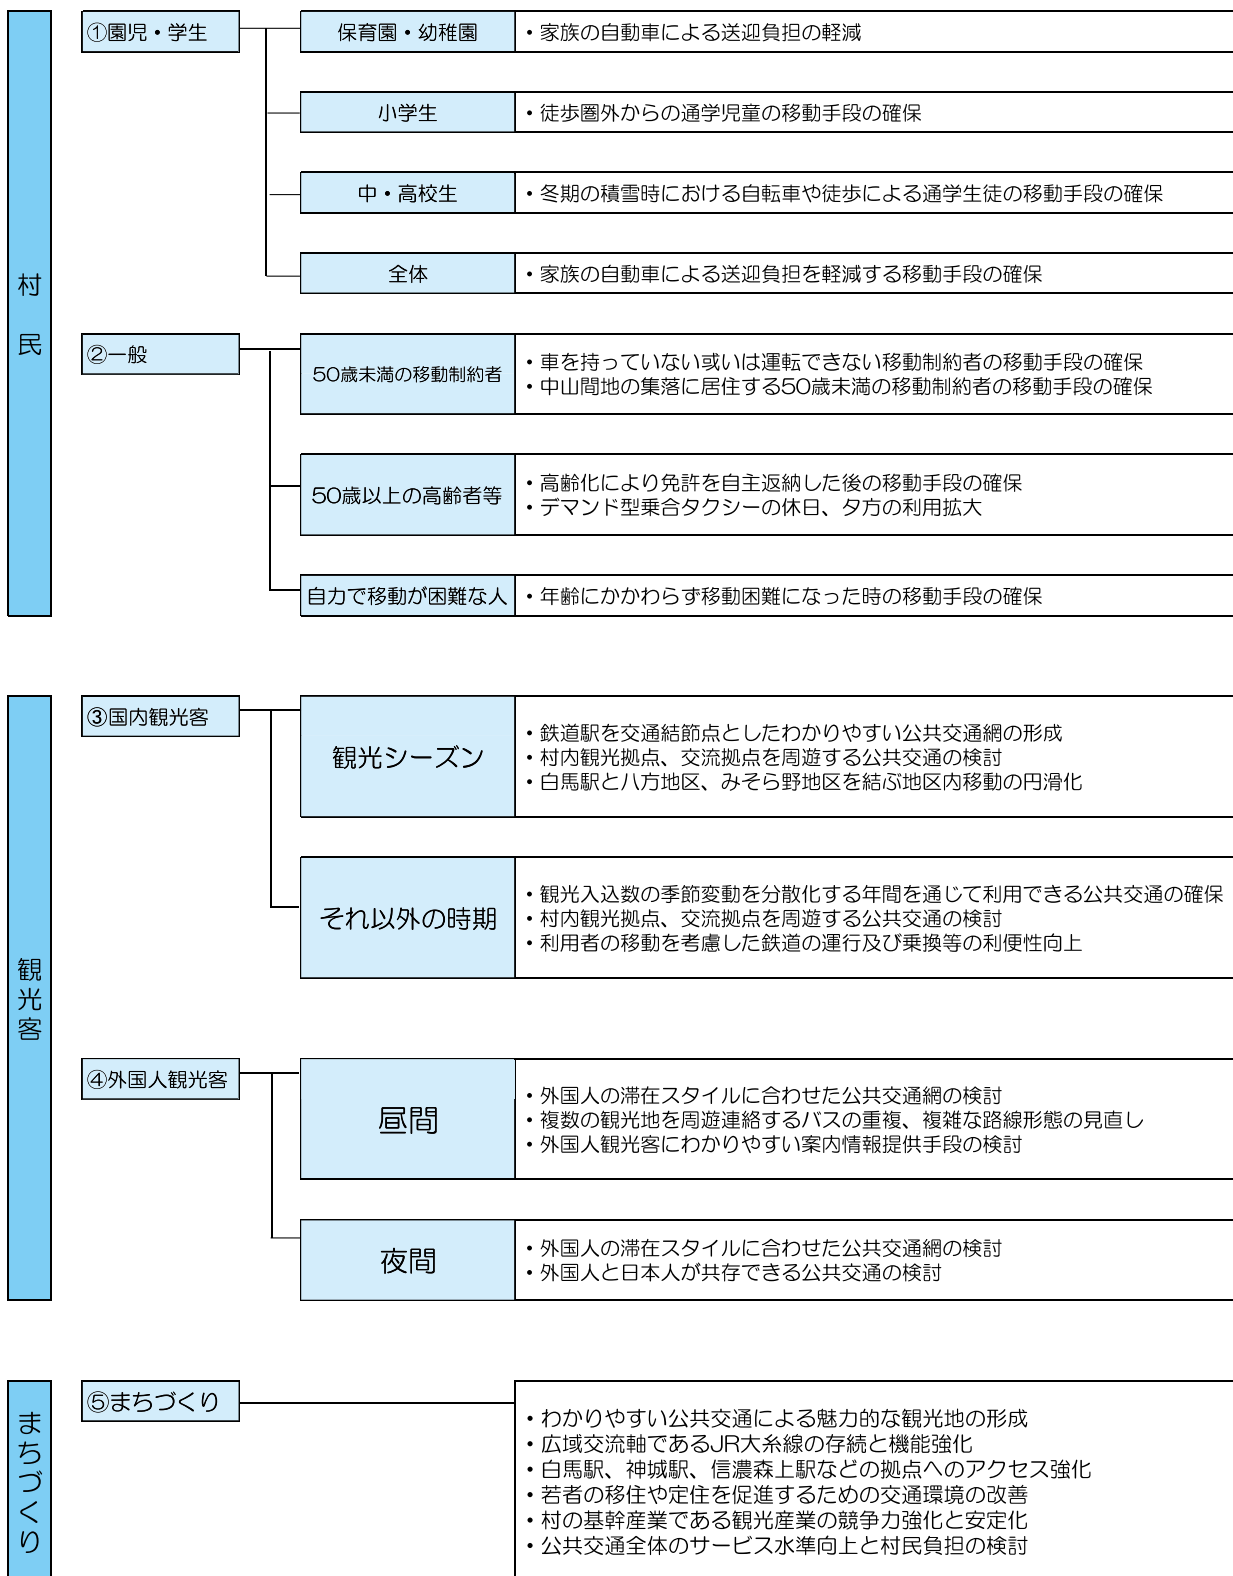 村民
①園児・学生
保育園・幼稚園
・家族の自動車による送迎負担の軽減
小学生
・徒歩圏外からの通学児童の移動手段の確保
中・高校生
・冬期の積雪時における自転車や徒歩による通学生徒の移動手段の確保
全体
・家族の自動車による送迎負担を軽減する移動手段の確保
②一般
50歳未満の移動制約者
・車を持っていない或いは運転できない移動制約者の移動手段の確保
・中山間地の集落に居住する50歳未満の移動制約者の移動手段の確保
50歳以上の高齢者等
・高齢化により免許を自主返納した後の移動手段の確保
・デマンド型乗合タクシーの休日、夕方の利用拡大
自力で移動が困難な人
・年齢にかかわらず移動困難になった時の移動手段の確保
観光客
③国内観光客
観光シーズン
・鉄道駅を交通結節点としたわかりやすい公共交通網の形成
・村内観光拠点、交流拠点を周遊する公共交通の検討
・白馬駅と八方地区、みそら野地区を結ぶ地区内移動の円滑化
それ以外の時期
・観光入込数の季節変動を分散化する年間を通じて利用できる公共交通の確保
・村内観光拠点、交流拠点を周遊する公共交通の検討
・利用者の移動を考慮した鉄道の運行及び乗換等の利便性向上
④外国人観光客
昼間
・外国人の滞在スタイルに合わせた公共交通網の検討
・複数の観光地を周遊連絡するバスの重複、複雑な路線形態の見直し
・外国人観光客にわかりやすい案内情報提供手段の検討
夜間
・外国人の滞在スタイルに合わせた公共交通網の検討
・外国人と日本人が共存できる公共交通の検討
まちづくり
⑤まちづくり
・わかりやすい公共交通による魅力的な観光地の形成
・広域交流軸であるJR大糸線の存続と機能強化
・白馬駅、神城駅、信濃森上駅などの拠点へのアクセス強化
・若者の移住や定住を促進するための交通環境の改善
・村の基幹産業である観光産業の競争力強化と安定化
・公共交通全体のサービス水準向上と村民負担の検討